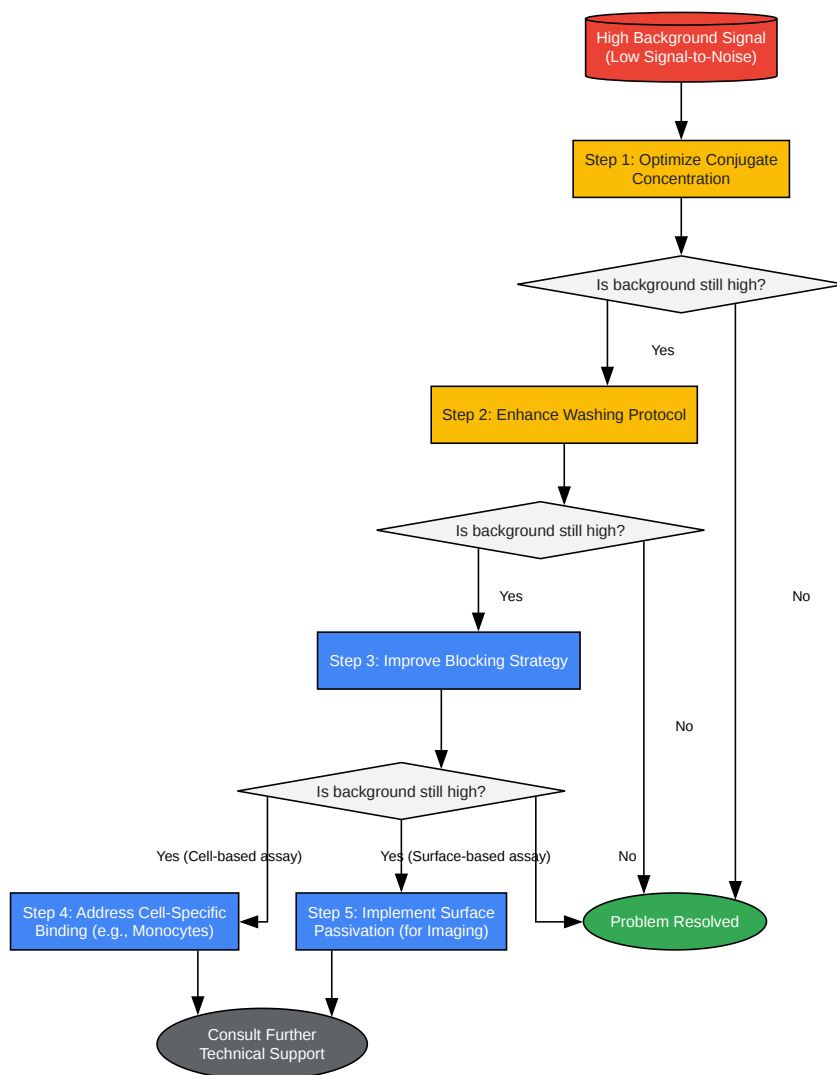 High Background Signal
(Low Signal-to-Noise)
Step 1: Optimize Conjugate
Concentration
Is background still high?
Yes
Step 2: Enhance Washing Protocol
Is background still high?
Yes
No
Step 3: Improve Blocking Strategy
No
Is background still high?
Yes (Cell-based assay)
Yes (Surface-based assay)
No
Step 4: Address Cell-Specific
Binding (e.g., Monocytes)
Step 5: Implement Surface
Passivation (for Imaging)
Problem Resolved
Consult Further
Technical Support